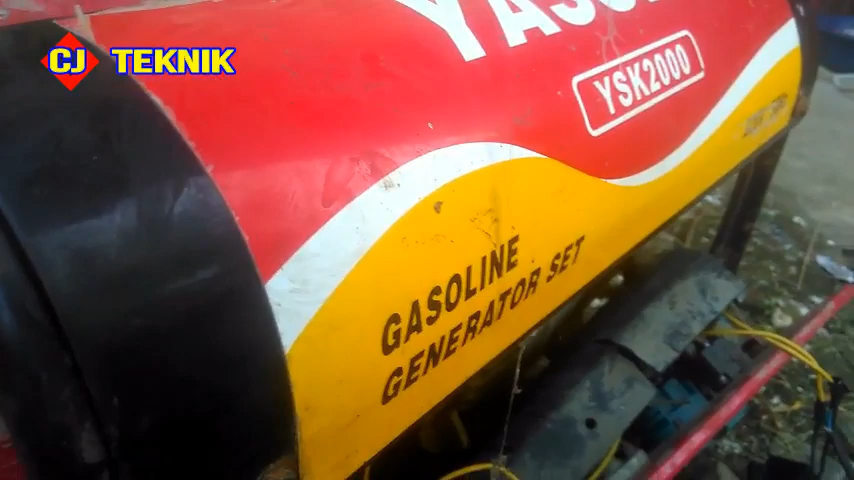 CJ TEKNIK
YSK2000
GASOLINE
GENERATOR SET